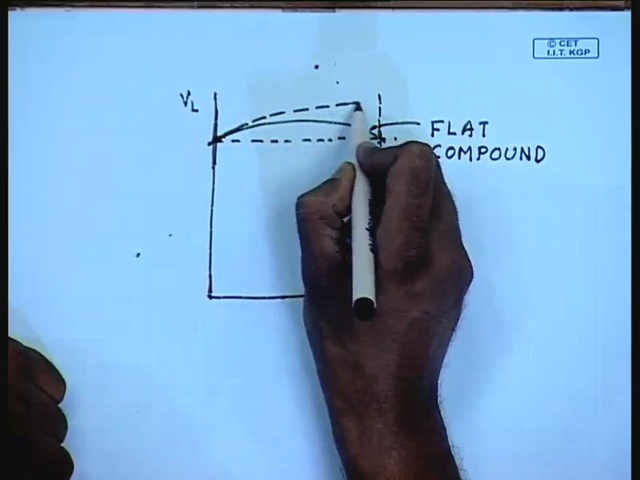 © CET
I.I.T. KGP
VL
FLAT
COMPOUND